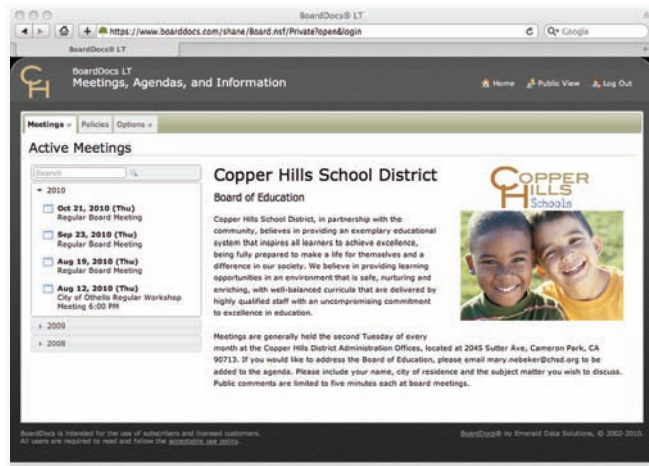 BoardDocs® LT
https://www.boarddocs.com/shane/Board.nsf/Private?open&login
Google
BoardDocs® LT
CH
BoardDocs LT
Meetings, Agendas, and Information
Home Public View Log Out
Meetings Policies Options
Active Meetings
Search
2010
Oct 21, 2010 (Thu)
Regular Board Meeting
Sep 23, 2010 (Thu)
Regular Board Meeting
Aug 19, 2010 (Thu)
Regular Board Meeting
Aug 12, 2010 (Thu)
City of Othello Regular Workshop
Meeting 6:00 PM
2009
2008
Copper Hills School District
Board of Education
Copper Hills School District, in partnership with the
community, believes in providing an exemplary educational
system that inspires all learners to achieve excellence,
being fully prepared to make a life for themselves and a
difference in our society. We believe in providing learning
opportunities in an environment that is safe, nurturing and
enriching, with well-balanced curricula that are delivered by
highly qualified staff with an uncompromising commitment
to excellence in education.
COPPER
HILLS
Schools
Meetings are generally held the second Tuesday of every
month at the Copper Hills District Administration Offices, located at 2045 Sutter Ave, Cameron Park, CA
90713. If you would like to address the Board of Education, please email mary.nebeker@chsd.org to be
added to the agenda. Please include your name, city of residence and the subject matter you wish to discuss.
Public comments are limited to five minutes each at board meetings.
BoardDocs is intended for the use of subscribers and licensed customers.
All users are required to read and follow the acceptable use policy.
BoardDocs® by Emerald Data Solutions, © 2002-2010.